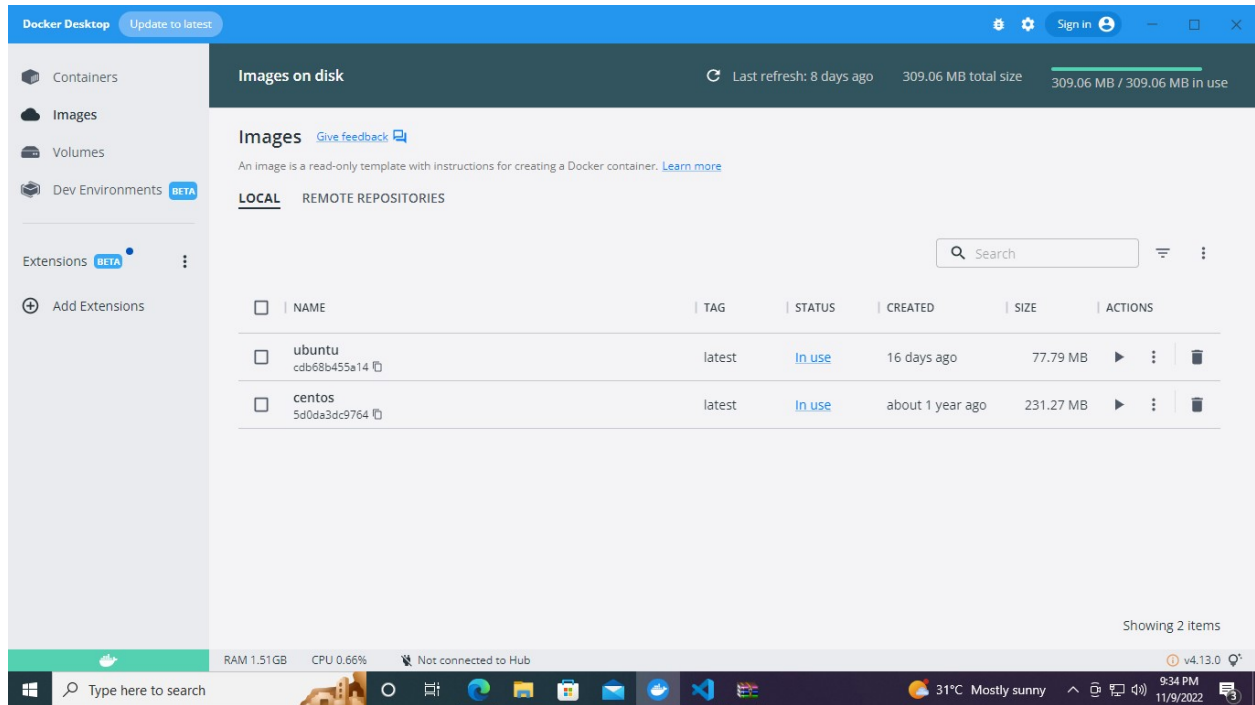 Docker Desktop Update to latest Sign in
Containers
Images
Volumes
Dev Environments BETA
Extensions BETA
Add Extensions
Images on disk Last refresh: 8 days ago 309.06 MB total size 309.06 MB / 309.06 MB in use
Images Give feedback
An image is a read-only template with instructions for creating a Docker container. Learn more
LOCAL REMOTE REPOSITORIES
Search
NAME TAG STATUS CREATED SIZE ACTIONS
ubuntu latest In use 16 days ago 77.79 MB
cdb68b455a14
centos latest In use about 1 year ago 231.27 MB
5d0da3dc9764
Showing 2 items
RAM 1.51GB CPU 0.66% Not connected to Hub v4.13.0
Type here to search 31°C Mostly sunny 9:34 PM
11/9/2022 3